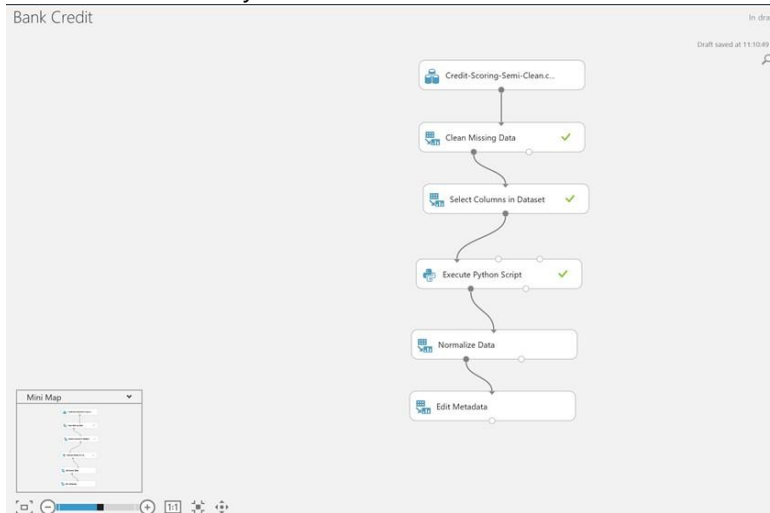 Bank Credit
In dra
Draft saved at 11:10:49
Credit-Scoring-Semi-Clean.c...
Clean Missing Data
Select Columns in Dataset
Execute Python Script
Normalize Data
Edit Metadata
Mini Map
1:1